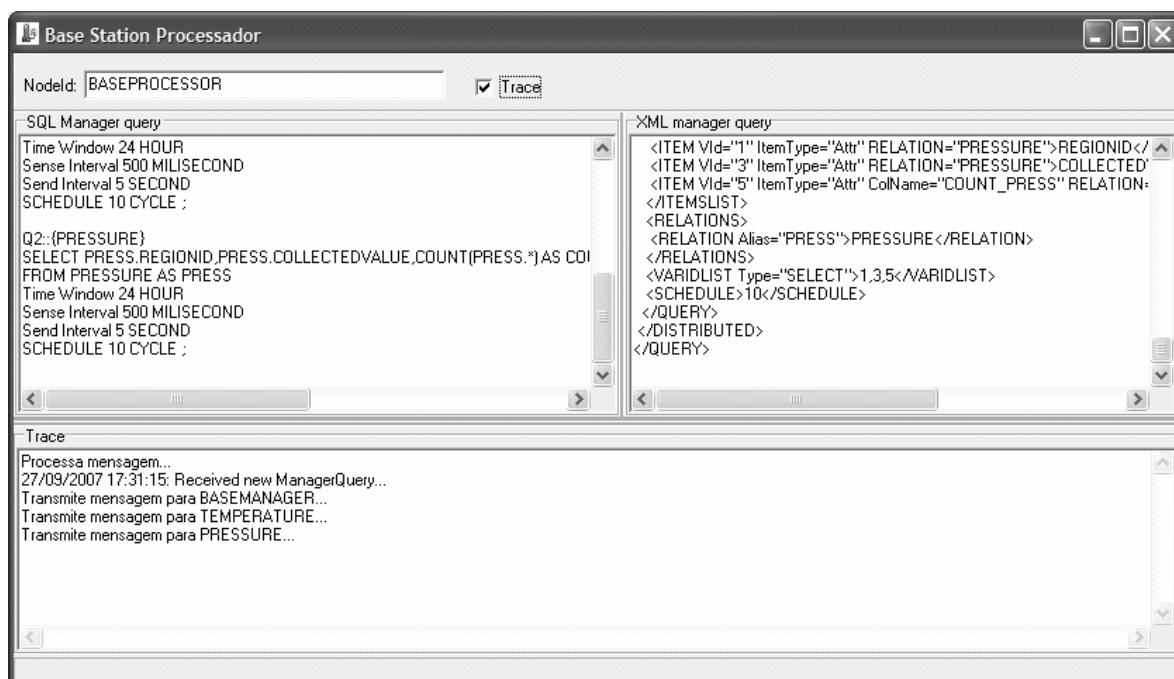 Base Station Processador
NodeId: BASEPROCESSOR
Trace
SQL Manager query
Time Window 24 HOUR
Sense Interval 500 MILISECOND
Send Interval 5 SECOND
SCHEDULE 10 CYCLE ;
Q2::{PRESSURE}
SELECT PRESS.REGIONID,PRESS.COLLECTEDVALUE,COUNT(PRESS.*) AS
FROM PRESSURE AS PRESS
Time Window 24 HOUR
Sense Interval 500 MILISECOND
Send Interval 5 SECOND
SCHEDULE 10 CYCLE ;
XML manager query
<ITEM VId="1" ItemType="Attr" RELATION="PRESSURE">REGIONID</
<ITEM VId="3" ItemType="Attr" RELATION="PRESSURE">COLLECTED
<ITEM VId="5" ItemType="Attr" ColName="COUNT_PRESS" RELATION=
</ITEMSLIST>
<RELATIONS>
<RELATION Alias="PRESS">PRESSURE</RELATION>
</RELATIONS>
<VARIDLIST Type="SELECT">1,3,5</VARIDLIST>
<SCHEDULE>10</SCHEDULE>
</QUERY>
</DISTRIBUTED>
</QUERY>
Trace
Processa mensagem...
27/09/2007 17:31:15: Received new ManagerQuery...
Transmite mensagem para BASEMANAGER...
Transmite mensagem para TEMPERATURE...
Transmite mensagem para PRESSURE...